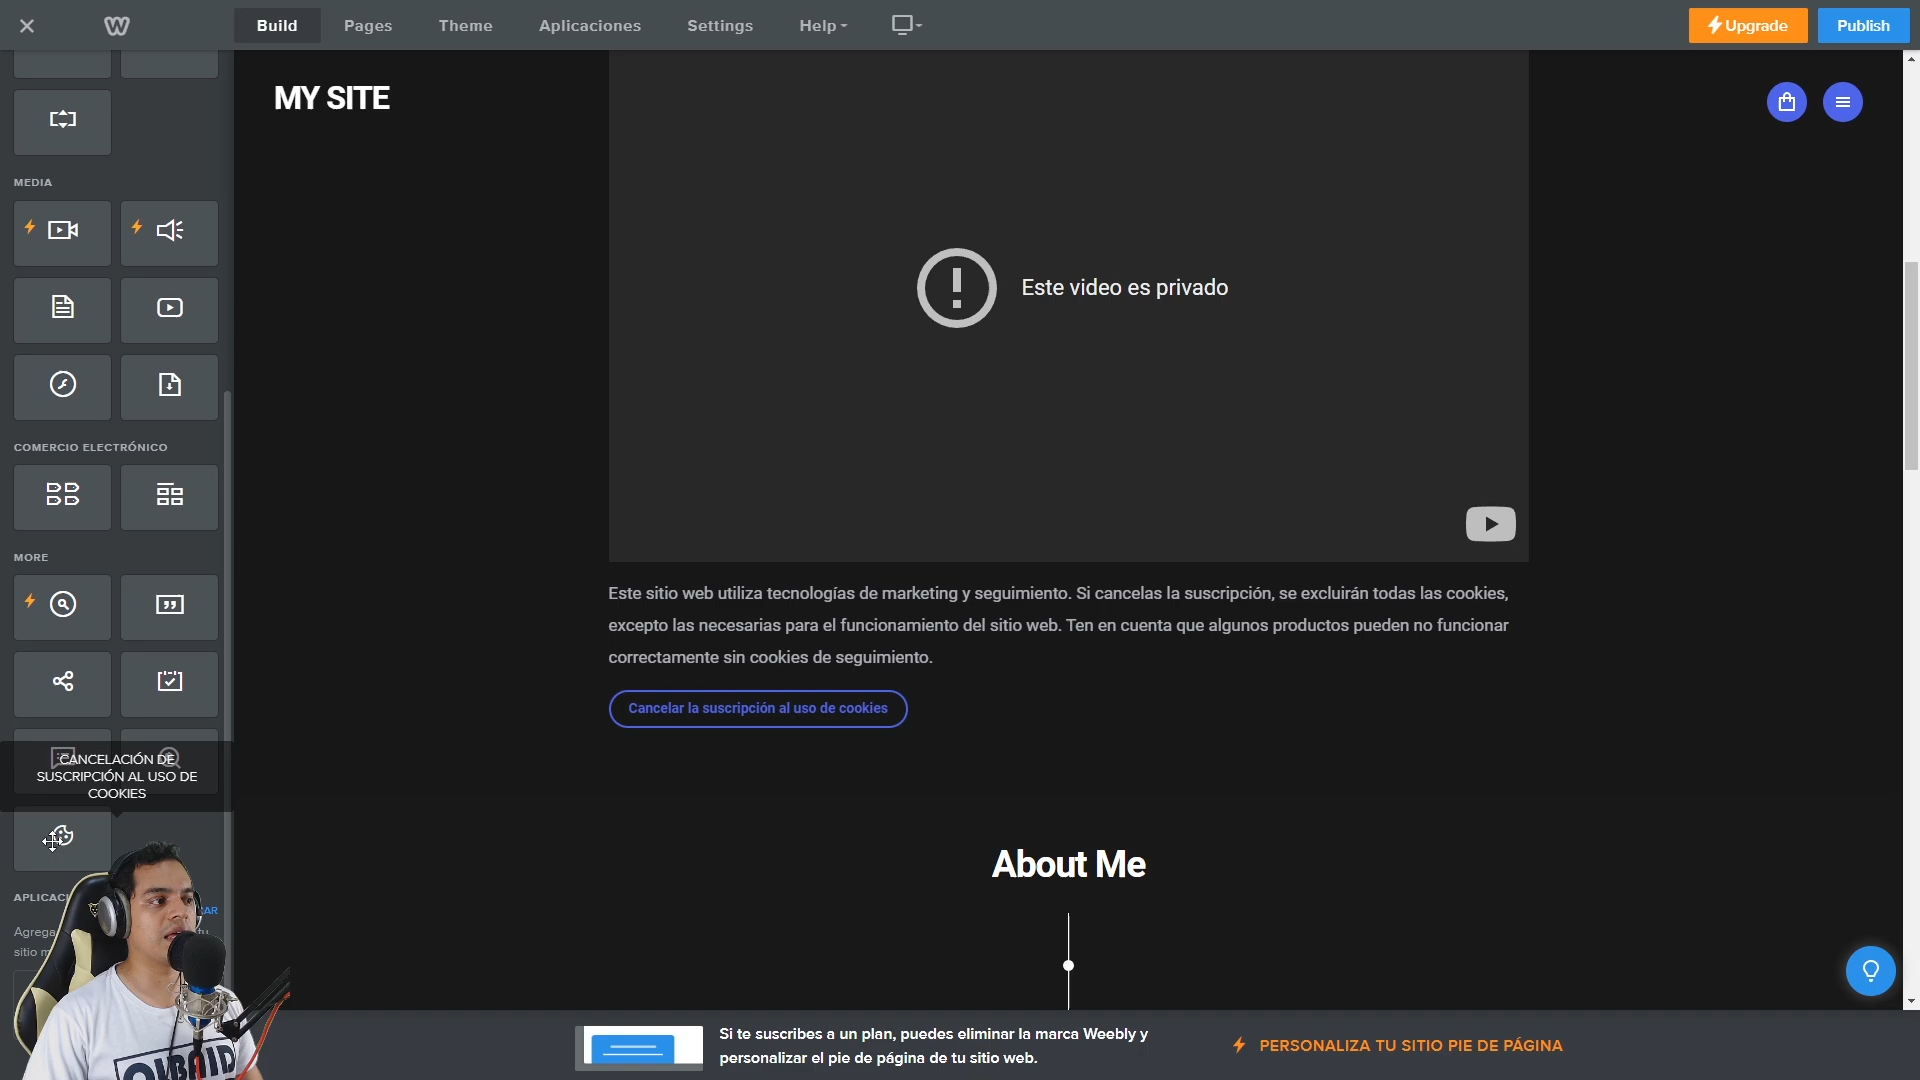 Build
Pages
Theme
Aplicaciones
Settings
Help
Upgrade
Publish
MY SITE
MEDIA
COMERCIO ELECTRÓNICO
MORE
CANCELACIÓN DE
SUSCRIPCIÓN AL USO DE
COOKIES
Este video es privado
Este sitio web utiliza tecnologías de marketing y seguimiento. Si cancelas la suscripción, se excluirán todas las cookies,
excepto las necesarias para el funcionamiento del sitio web. Ten en cuenta que algunos productos pueden no funcionar
correctamente sin cookies de seguimiento.
Cancelar la suscripción al uso de cookies
About Me
Si te suscribes a un plan, puedes eliminar la marca Weebly y
personalizar el pie de página de tu sitio web.
PERSONALIZA TU SITIO PIE DE PÁGINA